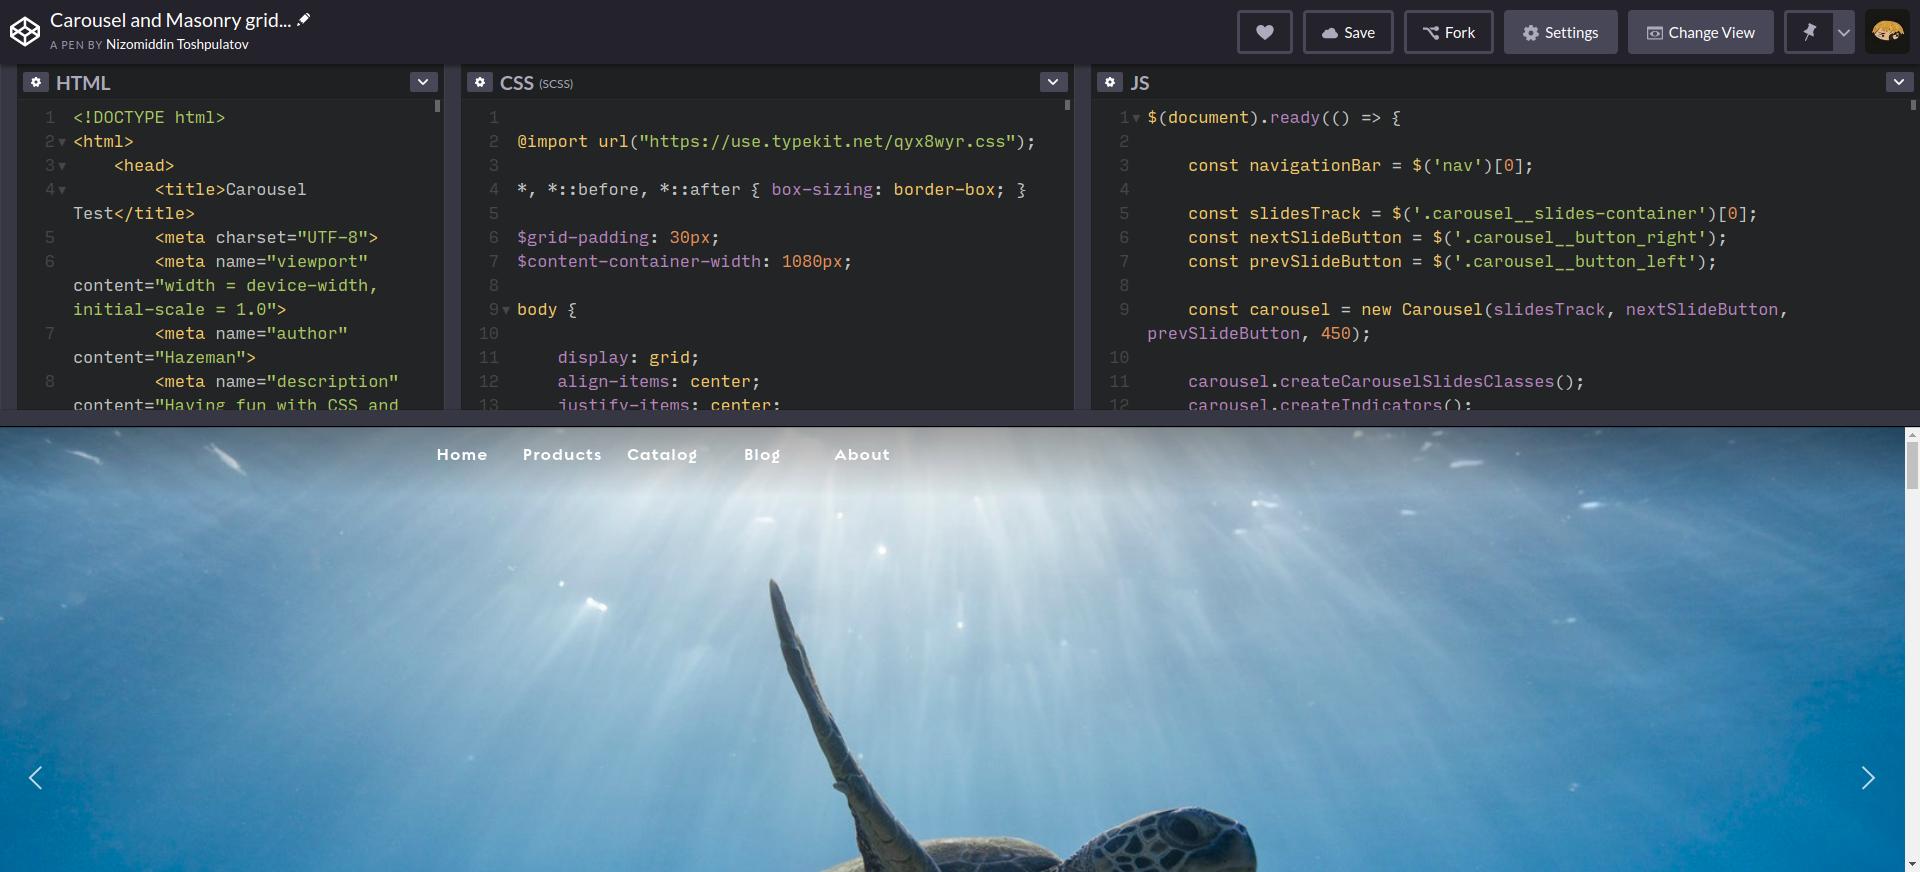 Carousel and Masonry grid...
A PEN BY Nizomiddin Toshpulatov
Save
Fork
Settings
Change View
HTML
1 <!DOCTYPE html>
2 <html>
3 <head>
4 <title>Carousel
Test</title>
5 <meta charset="UTF-8">
6 <meta name="viewport"
content="width = device-width,
initial-scale = 1.0">
7 <meta name="author"
content="Hazeman">
8 <meta name="description"
content="Having fun with CSS and
CSS (SCSS)
1
2 @import url("https://use.typekit.net/qyx8wyr.css");
3
4 *, *::before, *::after { box-sizing: border-box; }
5
6 $grid-padding: 30px;
7 $content-container-width: 1080px;
8
9 body {
10
11 display: grid;
12 align-items: center;
13 justify-items: center;
JS
1 $(document).ready(() => {
2
3 const navigationBar = $('nav')[0];
4
5 const slidesTrack = $('.carousel__slides-container')[0];
6 const nextSlideButton = $('.carousel__button_right');
7 const prevSlideButton = $('.carousel__button_left');
8
9 const carousel = new Carousel(slidesTrack, nextSlideButton,
prevSlideButton, 450);
10
11 carousel.createCarouselSlidesClasses();
12 carousel.createIndicators();
Home Products Catalog Blog About